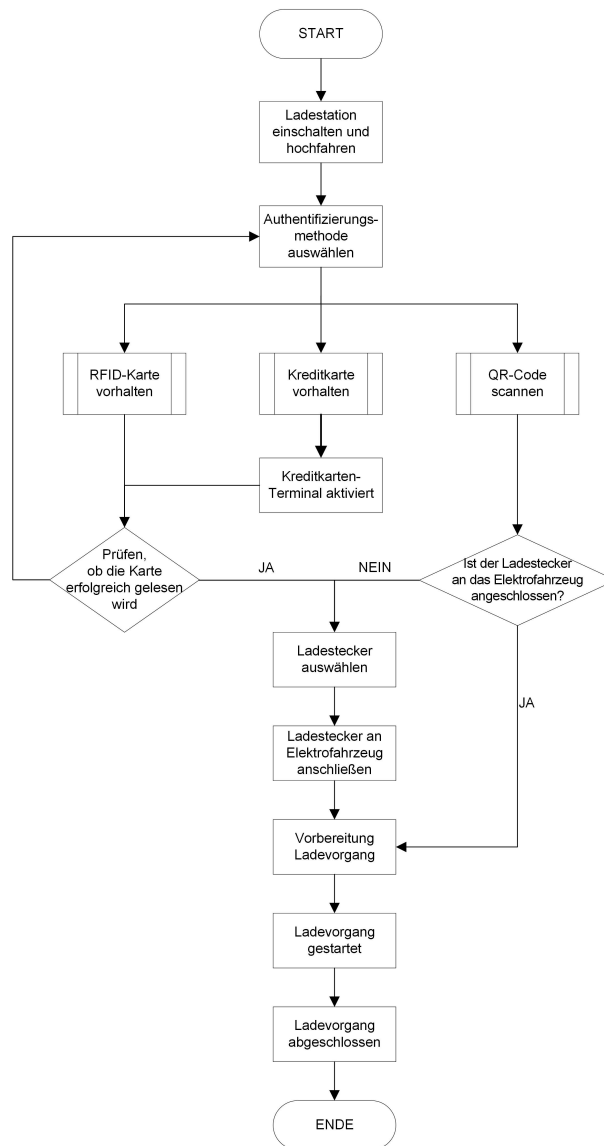 START
Ladestation
einschalten und
hochfahren
Authentifizierungs-
methode
auswählen
RFID-Karte
vorhalten
Kreditkarte
vorhalten
QR-Code
scannen
Kreditkarten-
Terminal aktiviert
Prüfen,
ob die Karte
erfolgreich gelesen
wird
JA
NEIN
Ist der Ladestecker
an das Elektrofahrzeug
angeschlossen?
Ladestecker
auswählen
JA
Ladestecker an
Elektrofahrzeug
anschließen
Vorbereitung
Ladevorgang
Ladevorgang
gestartet
Ladevorgang
abgeschlossen
ENDE